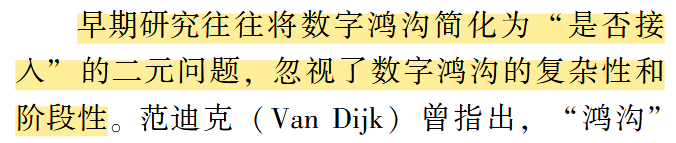 早期研究往往将数字鸿沟简化为“是否接
入”的二元问题，忽视了数字鸿沟的复杂性和
阶段性。范迪克（Van Dijk）曾指出，“鸿沟”